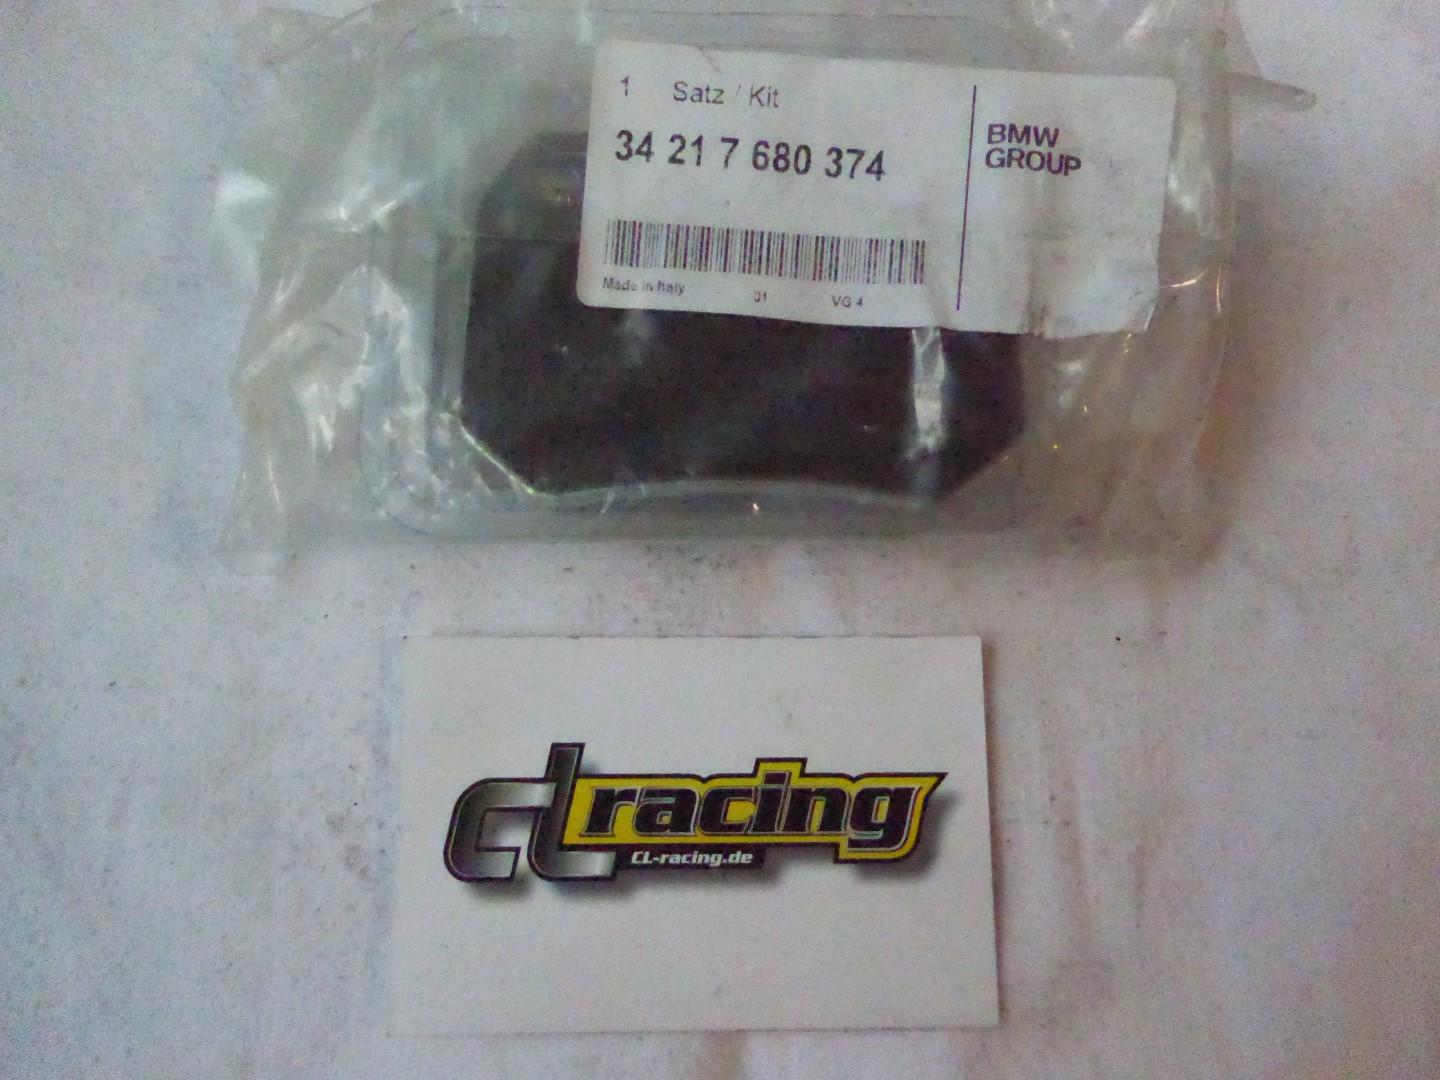 1 Satz / Kit
34 21 7 680 374
BMW
GROUP
Made in Italy 01 VG 4
CL racing
CL-racing.de